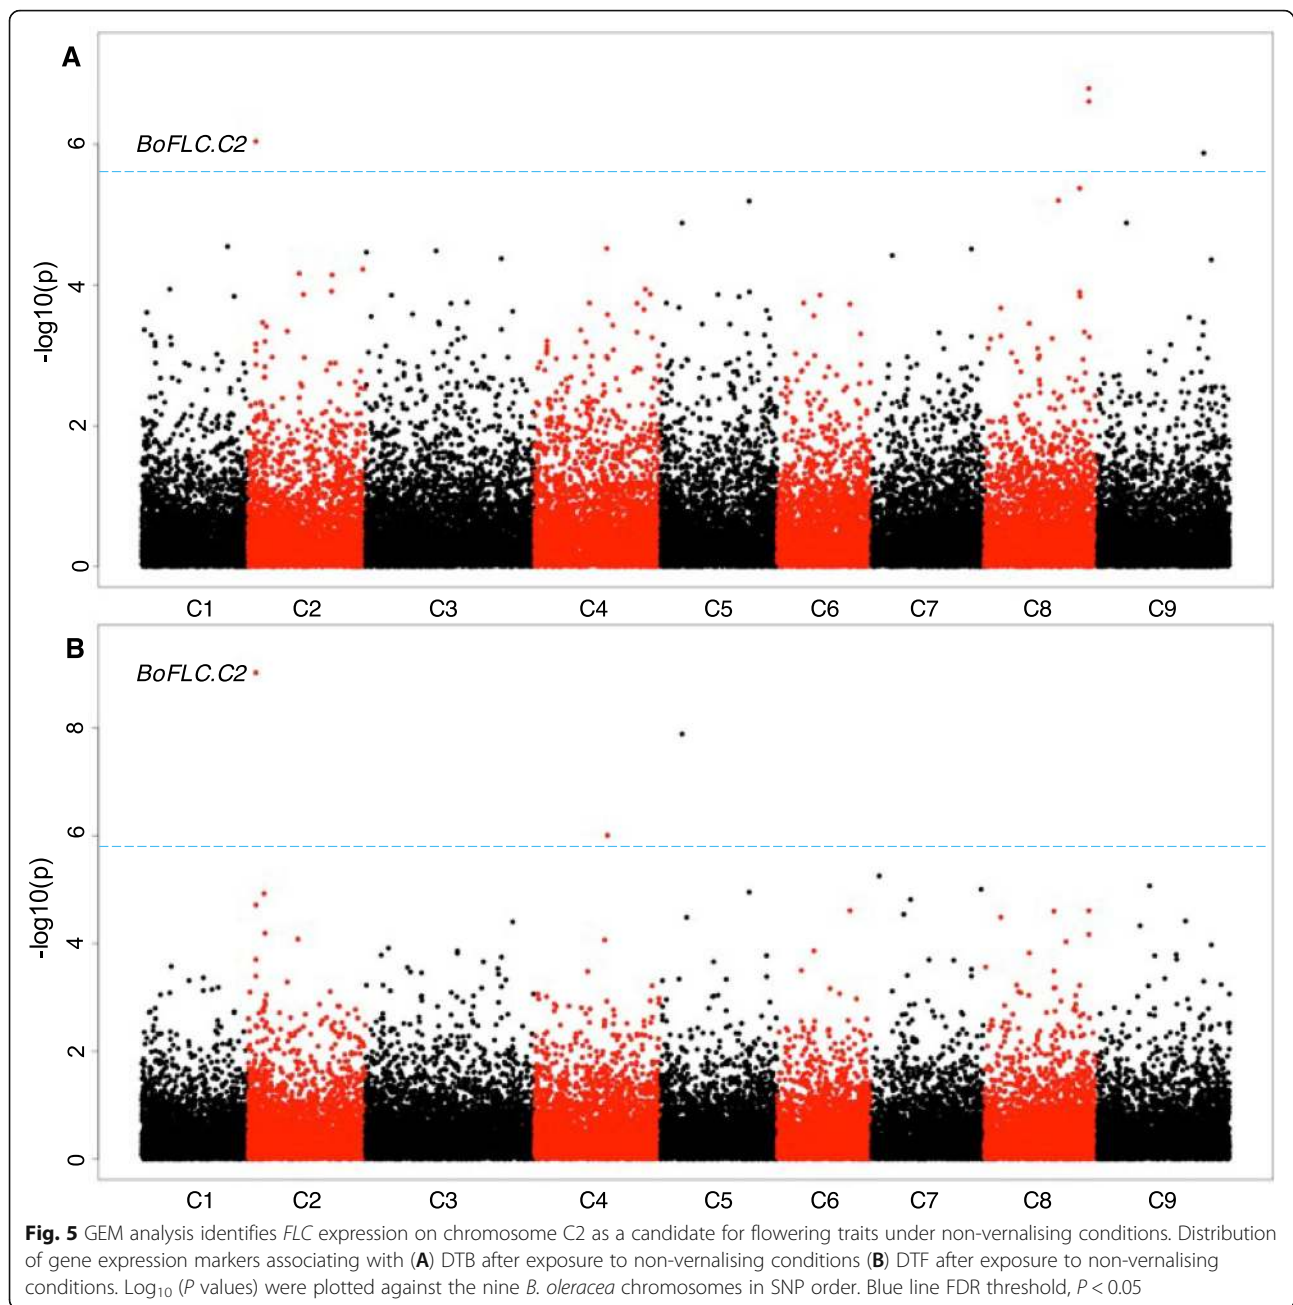 A
BoFLC.C2
-log10(p)
6
4
2
0
C1 C2 C3 C4 C5 C6 C7 C8 C9
B
BoFLC.C2
-log10(p)
8
6
4
2
0
C1 C2 C3 C4 C5 C6 C7 C8 C9
Fig. 5 GEM analysis identifies FLC expression on chromosome C2 as a candidate for flowering traits under non-vernalising conditions. Distribution
of gene expression markers associating with (A) DTB after exposure to non-vernalising conditions (B) DTF after exposure to non-vernalising
conditions. Log10 (P values) were plotted against the nine B. oleracea chromosomes in SNP order. Blue line FDR threshold, P < 0.05